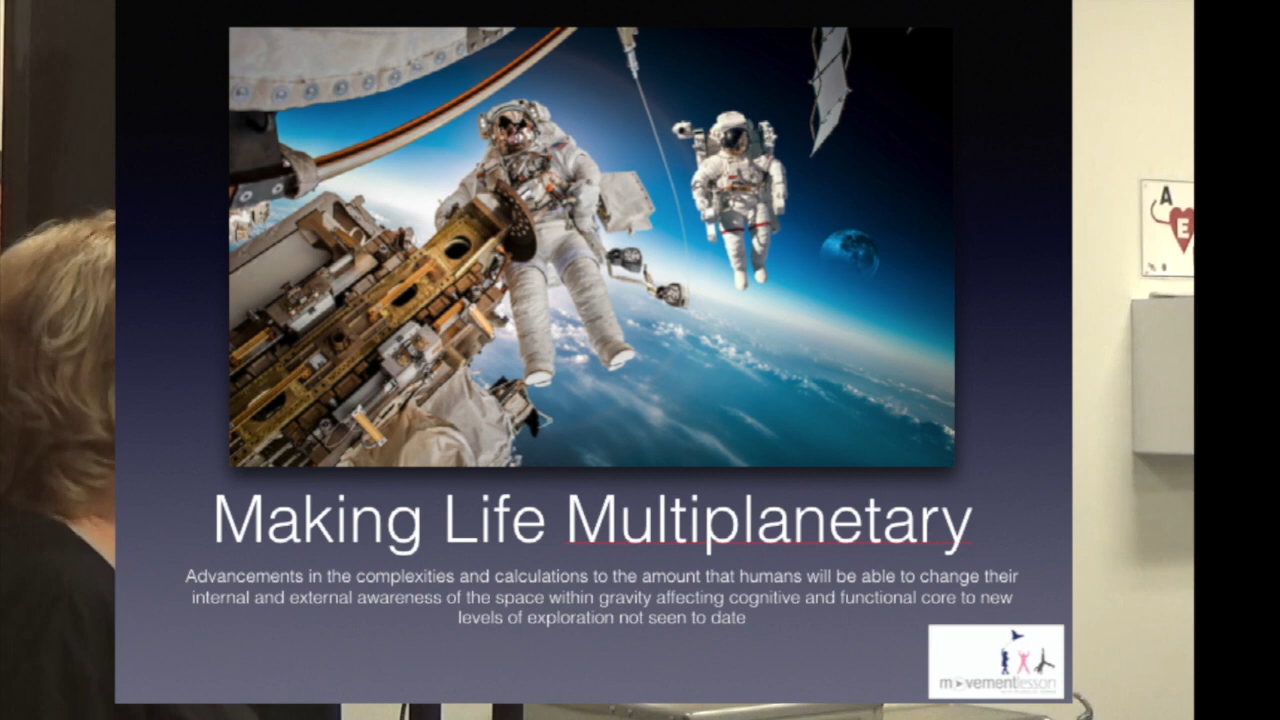 A
E
Making Life Multiplanetary
Advancements in the complexities and calculations to the amount that humans will be able to change their
internal and external awareness of the space within gravity affecting cognitive and functional core to new
levels of exploration not seen to date
movementlesson